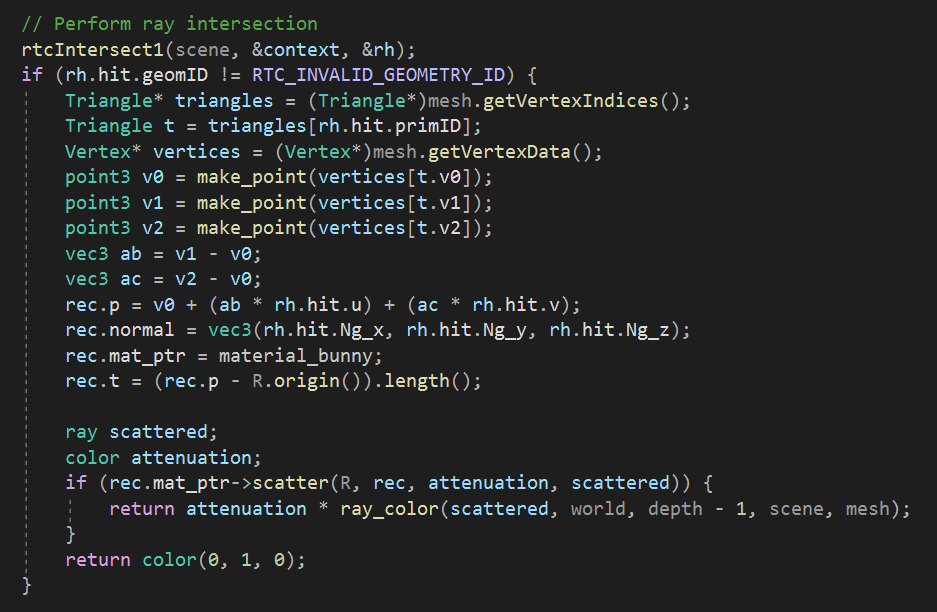 // Perform ray intersection
rtcIntersect1(scene, &context, &rh);
if (rh.hit.geomID != RTC_INVALID_GEOMETRY_ID) {
    Triangle* triangles = (Triangle*)mesh.getVertexIndices();
    Triangle t = triangles[rh.hit.primID];
    Vertex* vertices = (Vertex*)mesh.getVertexData();
    point3 v0 = make_point(vertices[t.v0]);
    point3 v1 = make_point(vertices[t.v1]);
    point3 v2 = make_point(vertices[t.v2]);
    vec3 ab = v1 - v0;
    vec3 ac = v2 - v0;
    rec.p = v0 + (ab * rh.hit.u) + (ac * rh.hit.v);
    rec.normal = vec3(rh.hit.Ng_x, rh.hit.Ng_y, rh.hit.Ng_z);
    rec.mat_ptr = material_bunny;
    rec.t = (rec.p - R.origin()).length();

    ray scattered;
    color attenuation;
    if (rec.mat_ptr->scatter(R, rec, attenuation, scattered)) {
        return attenuation * ray_color(scattered, world, depth - 1, scene, mesh);
    }
    return color(0, 1, 0);
}